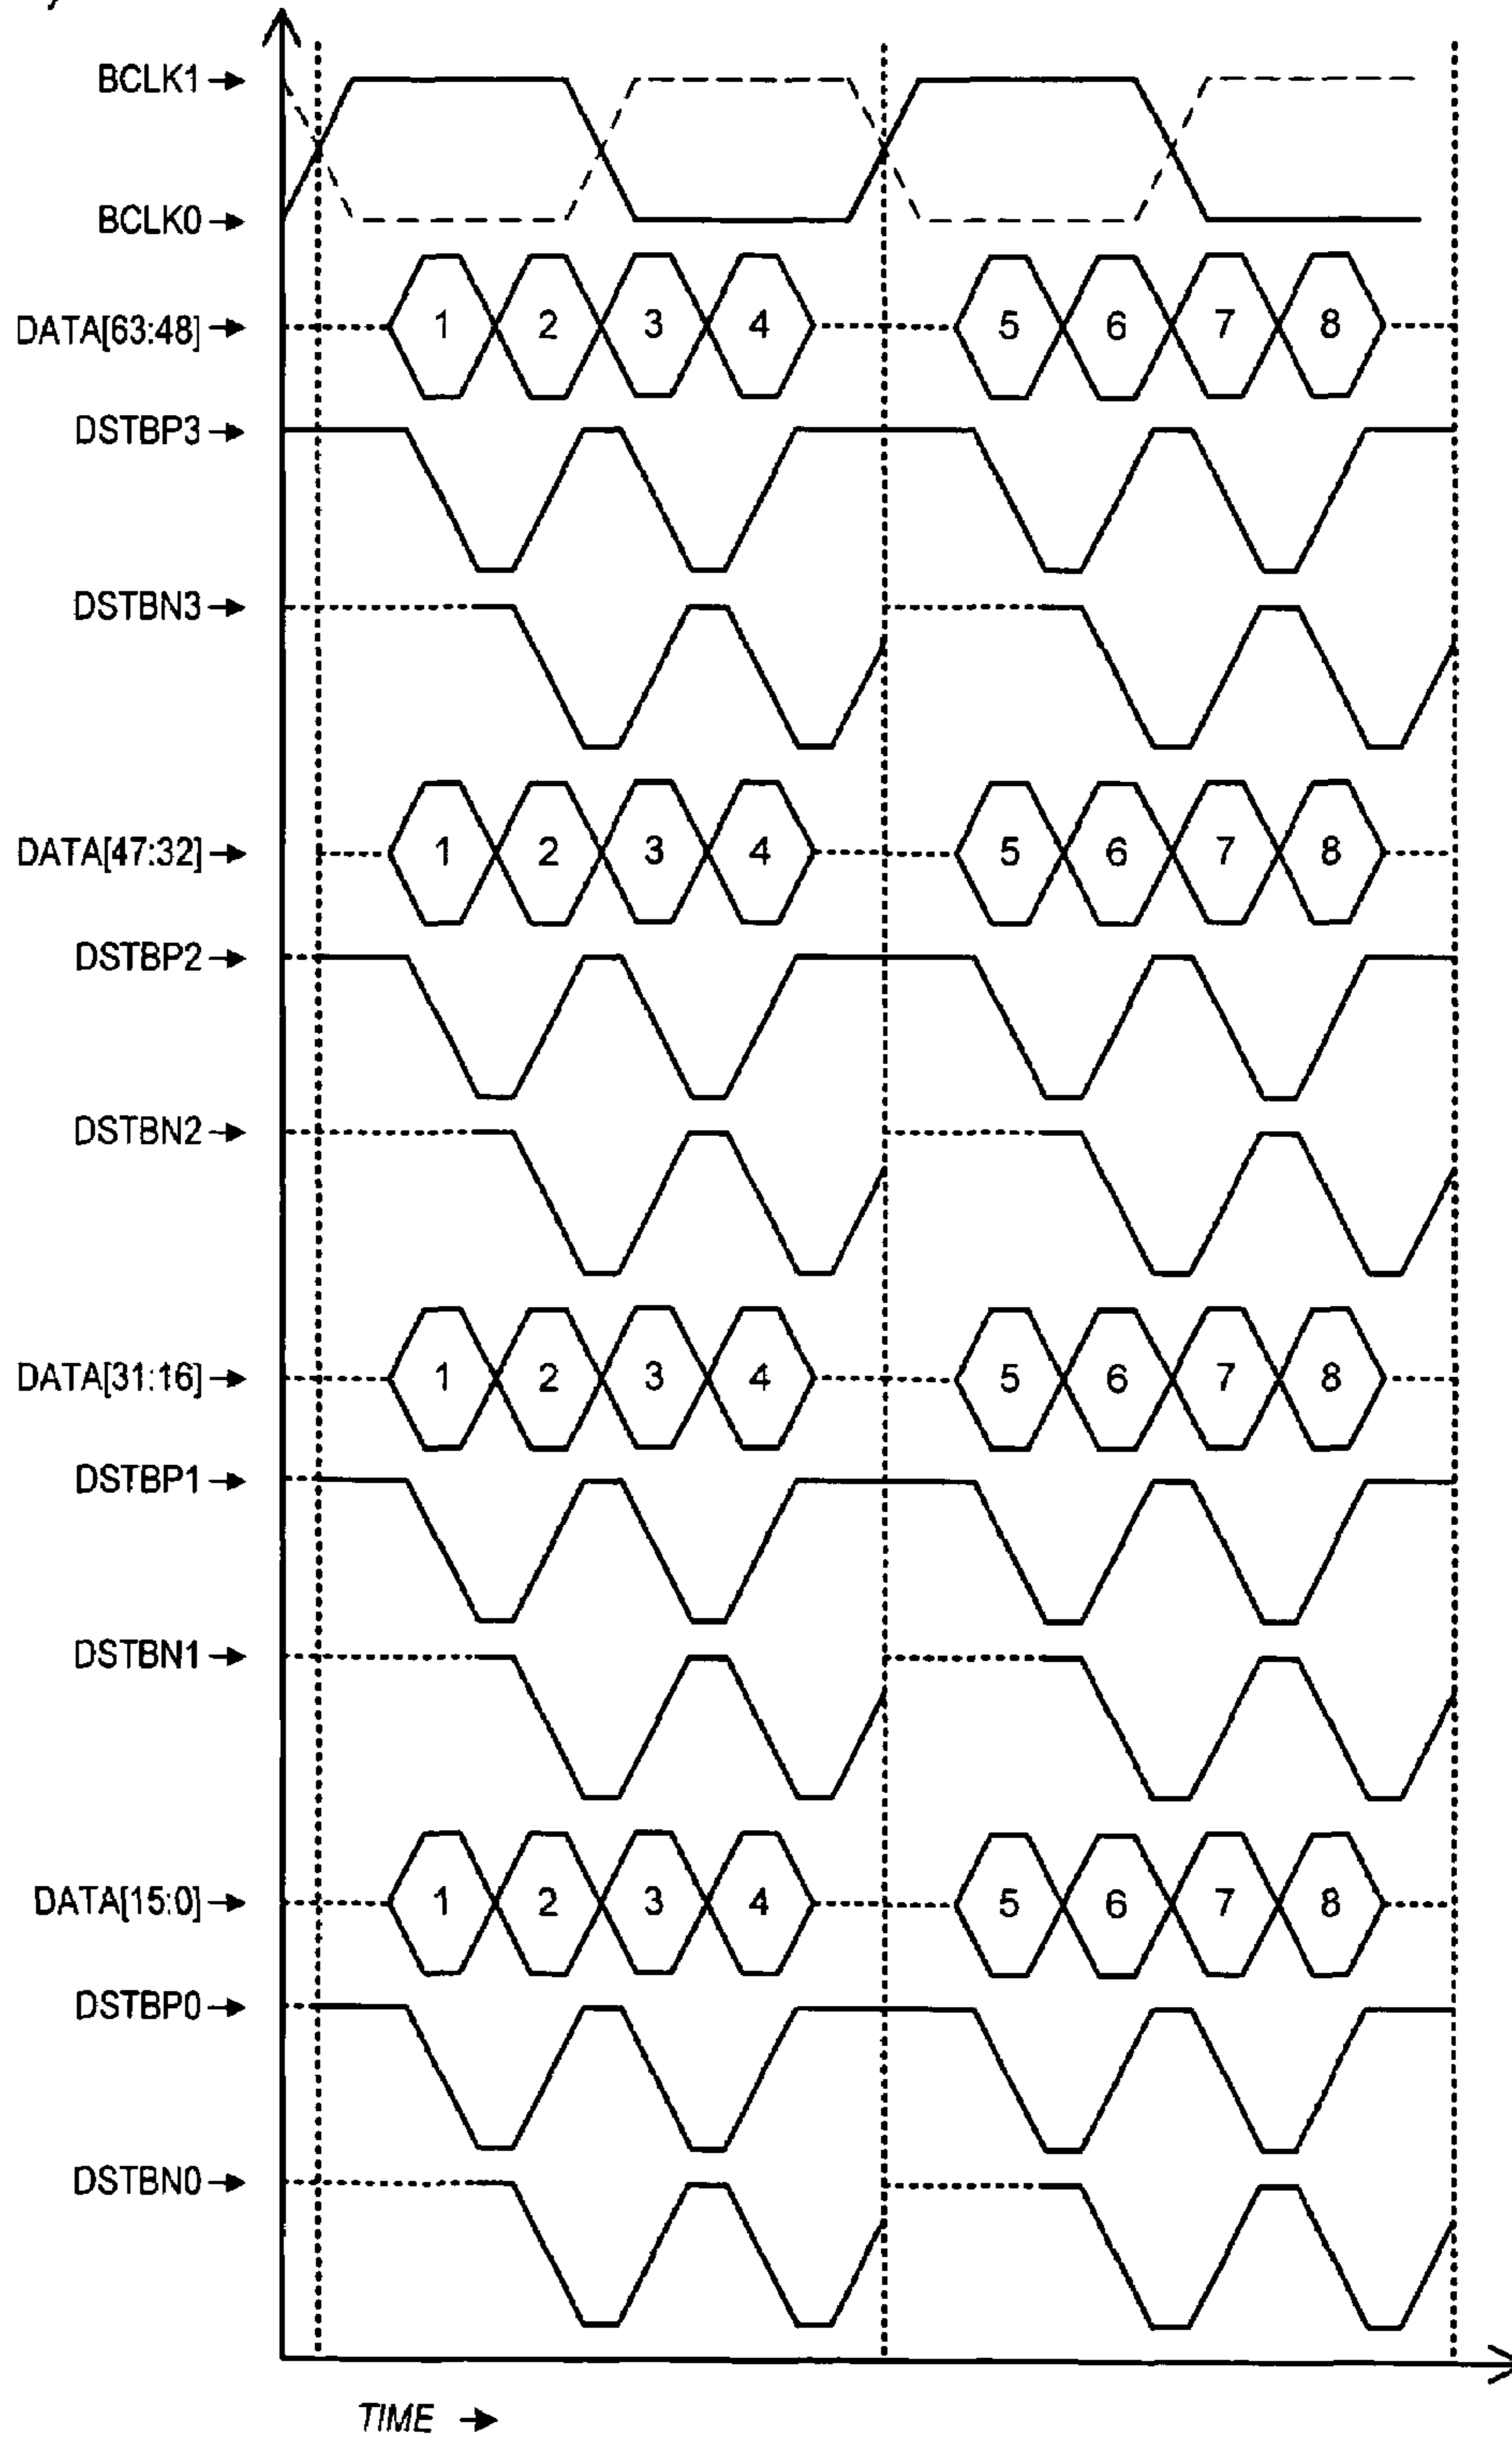 BCLK1
BCLK0
DATA[63:48] 1 2 3 4 5 6 7 8
DSTBP3
DSTBN3
DATA[47:32] 1 2 3 4 5 6 7 8
DSTBP2
DSTBN2
DATA[31:16] 1 2 3 4 5 6 7 8
DSTBP1
DSTBN1
DATA[15:0] 1 2 3 4 5 6 7 8
DSTBP0
DSTBN0
TIME